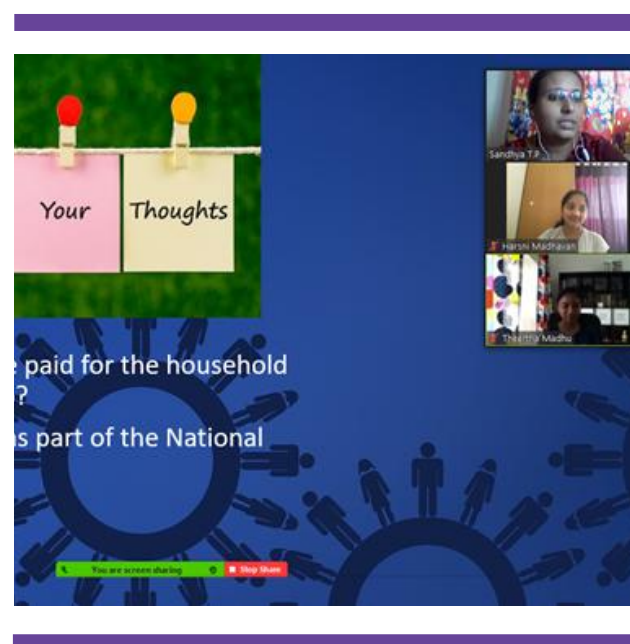 Your Thoughts
Sandhya T.P
Harsni Madhavan
Theertha Madhu
paid for the household
?
as part of the National
You are screen sharing
Stop Share